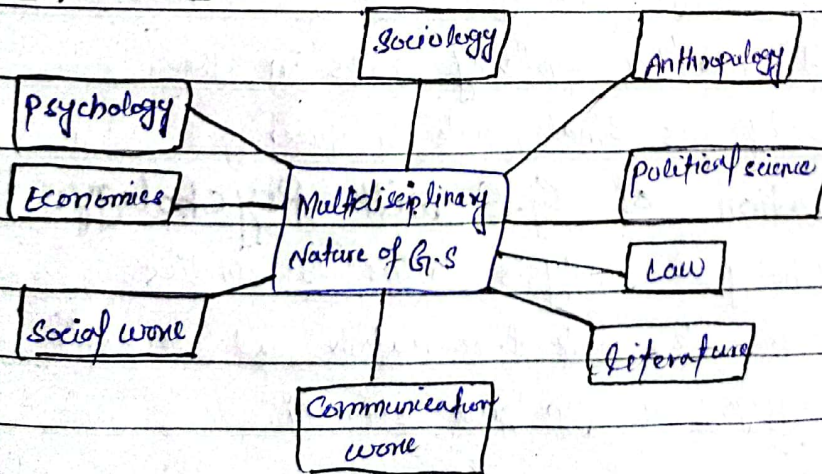 Sociology
Anthropology
Psychology
Political science
Economics
Multidisciplinary
Nature of G.S
Law
Social work
Literature
Communication
work